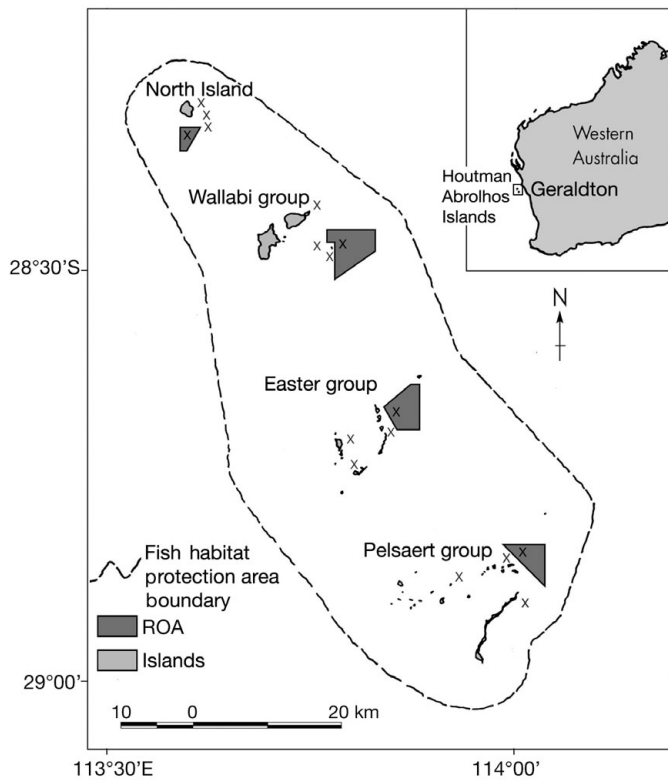 North Island
X
X
X
X
Wallabi group
X
X
X
X
28°30'S
Western
Australia
Houtman
Abrolhos
Islands
Geraldton
N
Easter group
X
X
X
X
Pelsaert group
X
X
X
X
Fish habitat
protection area
boundary
ROA
Islands
29°00'
10 0 20 km
113°30'E 114°00'